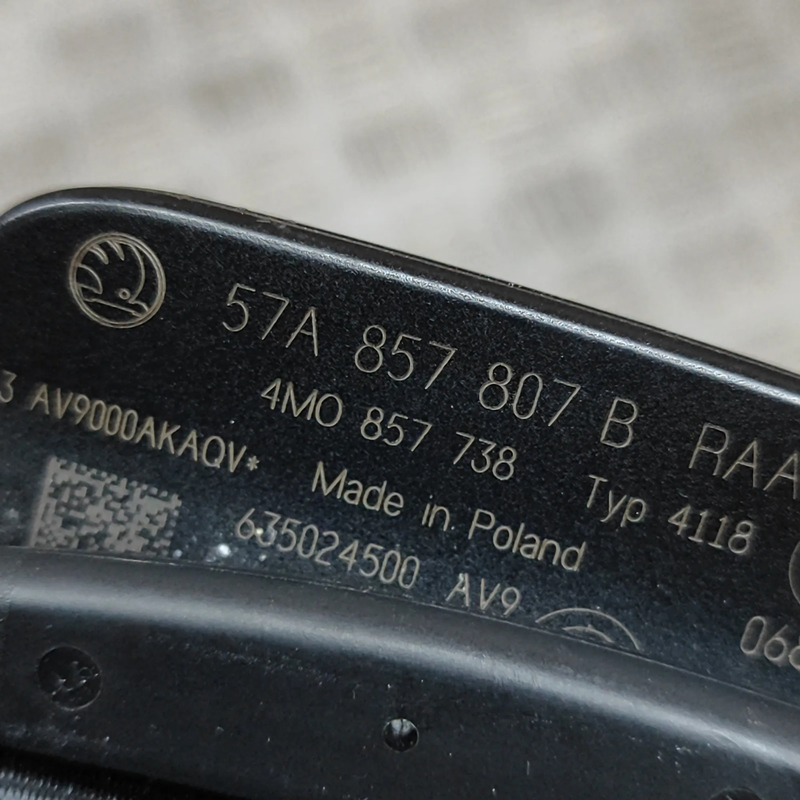 57A 857 807 B RAA
4M0 857 738 Typ 4118
3 AV9000AKAQV*
Made in Poland
635024500 AV9